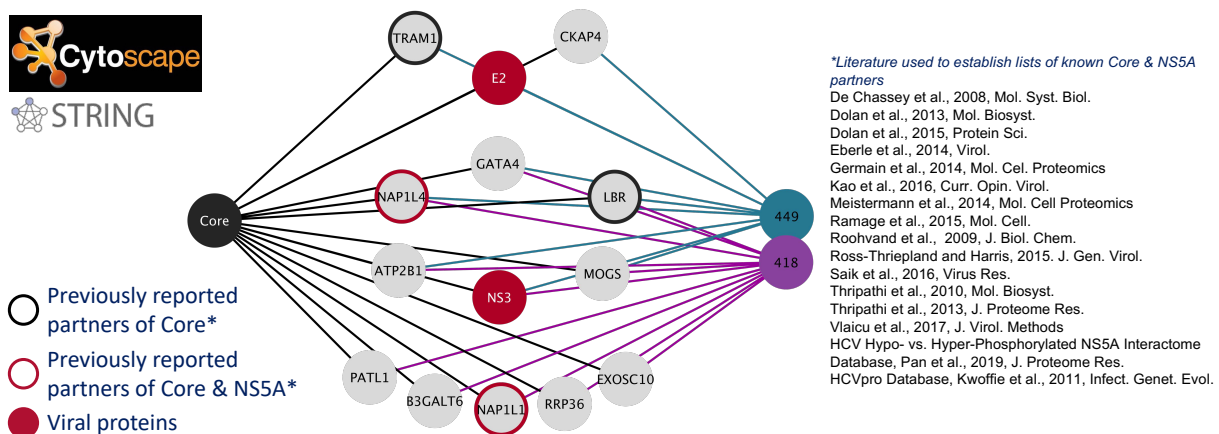 Cytoscape
STRING
TRAM1
CKAP4
E2
GATA4
NAP1L4
LBR
Core
449
418
ATP2B1
MOGS
NS3
PATL1
B3GALT6
NAP1L1
RRP36
EXOSC10
Previously reported
partners of Core*
Previously reported
partners of Core & NS5A*
Viral proteins
*Literature used to establish lists of known Core & NS5A
partners
De Chassey et al., 2008, Mol. Syst. Biol.
Dolan et al., 2013, Mol. Biosyst.
Dolan et al., 2015, Protein Sci.
Eberle et al., 2014, Virol.
Germain et al., 2014, Mol. Cel. Proteomics
Kao et al., 2016, Curr. Opin. Virol.
Meistermann et al., 2014, Mol. Cell Proteomics
Ramage et al., 2015, Mol. Cell.
Roohvand et al.,  2009, J. Biol. Chem.
Ross-Thriepland and Harris, 2015. J. Gen. Virol.
Saik et al., 2016, Virus Res.
Thripathi et al., 2010, Mol. Biosyst.
Thripathi et al., 2013, J. Proteome Res.
Vlaicu et al., 2017, J. Virol. Methods
HCV Hypo- vs. Hyper-Phosphorylated NS5A Interactome
Database, Pan et al., 2019, J. Proteome Res.
HCVpro Database, Kwoffie et al., 2011, Infect. Genet. Evol.